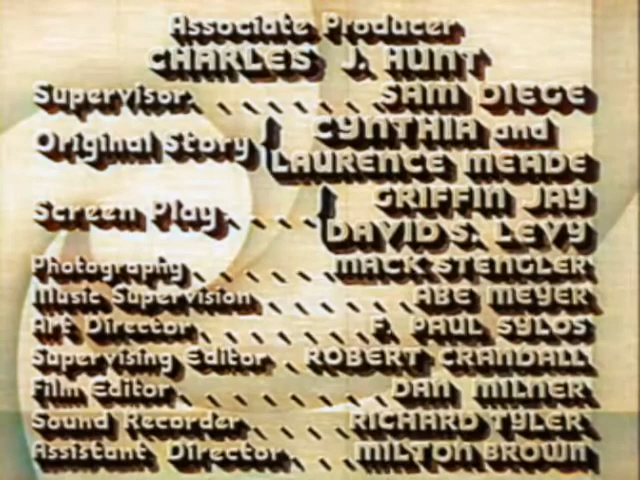 Associate Producer
CHARLES J. HUNT
Supervisor. . . . . . . SAM DIEGE
Original Story { CYNTHIA and
LAURENCE MEADE
Screen Play. . . . { GRIFFIN JAY
DAVID S. LEVY
Photography . . . . . . MACK STENGLER
Music Supervision . . . . . . ABE MEYER
Art Director. . . . . . . F. PAUL SYLOS
Supervising Editor . . ROBERT CRANDALL
Film Editor. . . . . . . . DAN MILNER
Sound Recorder. . . . RICHARD TYLER
Assistant Director. . . . MILTON BROWN